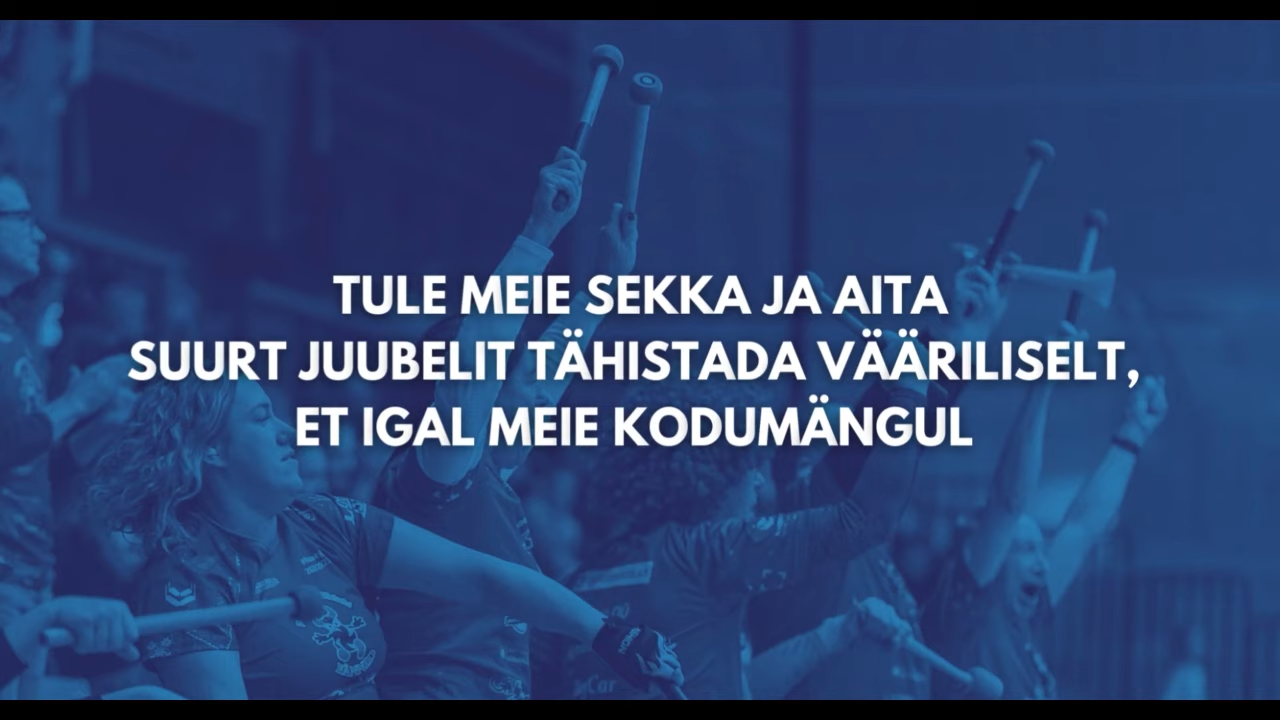 TULE MEIE SEKKA JA AITA
SUURT JUUBELIT TÄHISTADA VÄÄRILISELT,
ET IGAL MEIE KODUMÄNGUL